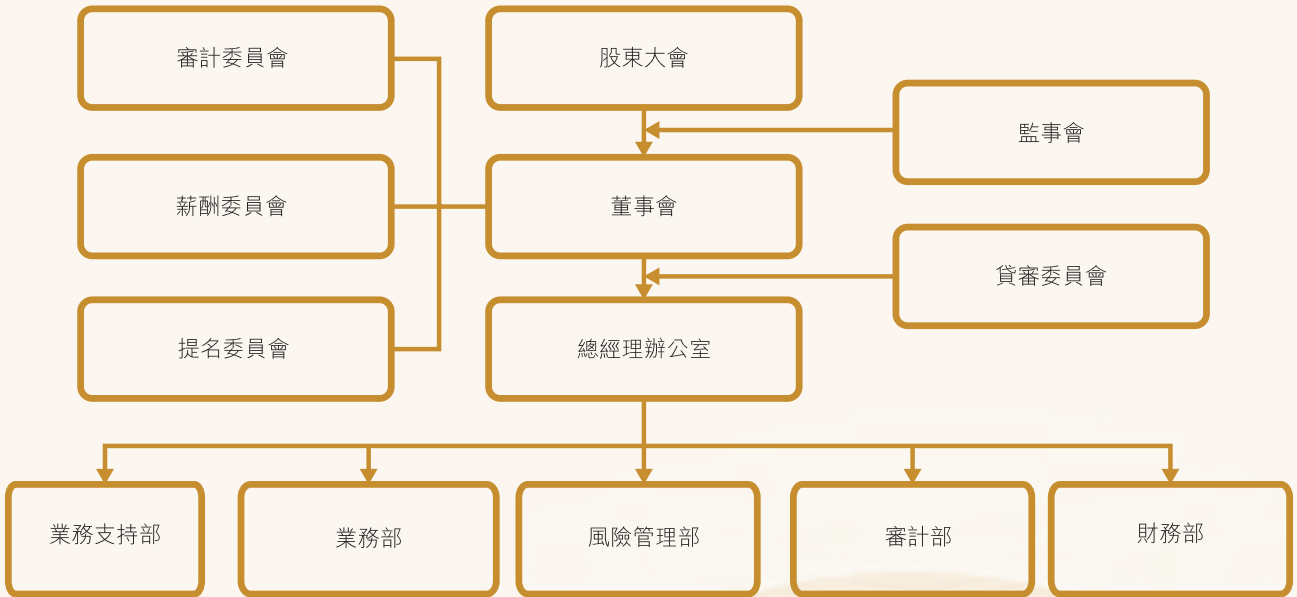 審計委員會
股東大會
監事會
薪酬委員會
董事會
貸審委員會
提名委員會
總經理辦公室
業務支持部
業務部
風險管理部
審計部
財務部